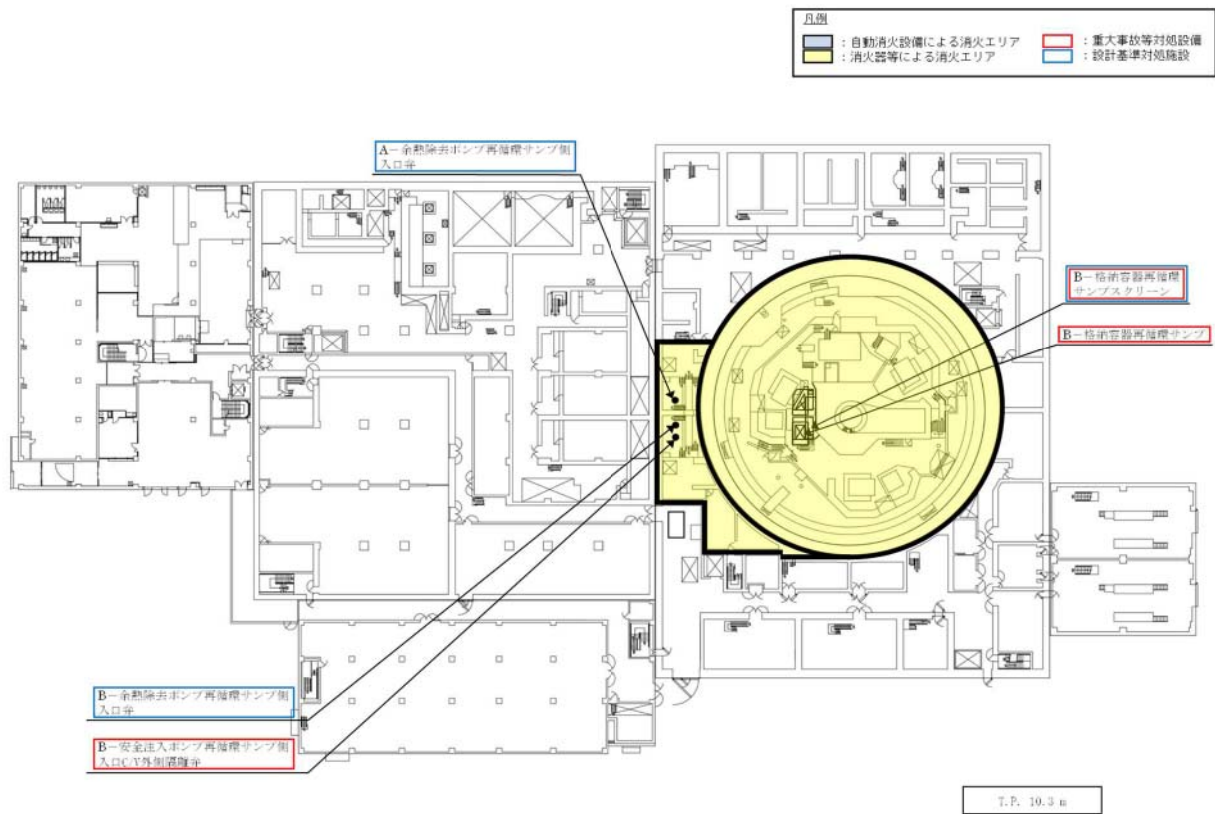 凡例
：自動消火設備による消火エリア
：重大事故等対処設備
：消火器等による消火エリア
：設計基準対処施設
A－余熱除去ポンプ再循環サンプ側
入口弁
B－格納容器再循環
サンプスクリーン
B－格納容器再循環サンプ
B－余熱除去ポンプ再循環サンプ側
入口弁
B－安全注入ポンプ再循環サンプ側
入口C/V外側隔離弁
T.P. 10.3 m